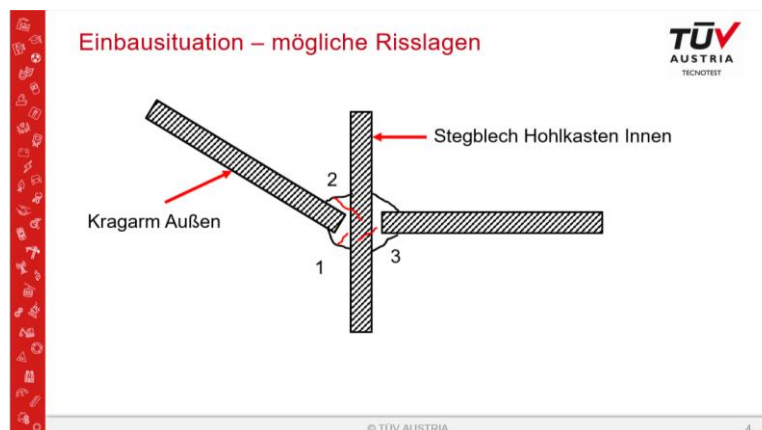 Einbausituation – mögliche Risslagen
TÜV
AUSTRIA
TECNOTEST
Stegblech Hohlkasten Innen
2
Kragarm Außen
1
3
© TÜV AUSTRIA
4